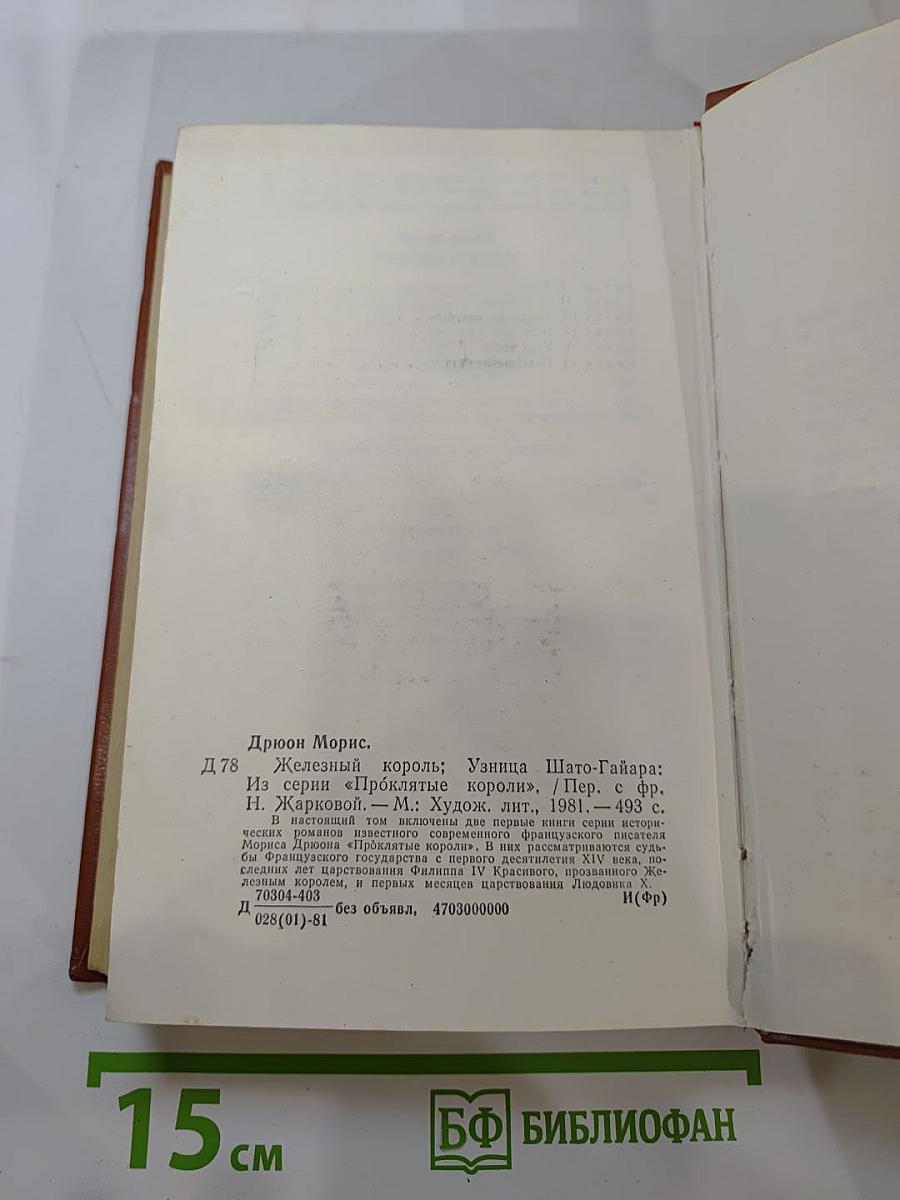 Дрюон Морис.
Д 78 Железный король; Узница Шато-Гайара:
Из серии «Про́клятые короли». /Пер. с фр.
Н. Жарковой. — М.: Худож. лит., 1981. — 493 с.
В настоящий том включены две первые книги серии истори-
ческих романов известного современного французского писателя
Мориса Дрюона «Про́клятые короли». В них рассматриваются судь-
бы Французского государства с первого десятилетия XIV века, по-
следних лет царствования Филиппа IV Красивого, прозванного Же-
лезным королем, и первых месяцев царствования Людовика X.
Д 70304-403 / 028(01)-81 без объявл, 4703000000 И(Фр)
15 см БФ БИБЛИОФАН